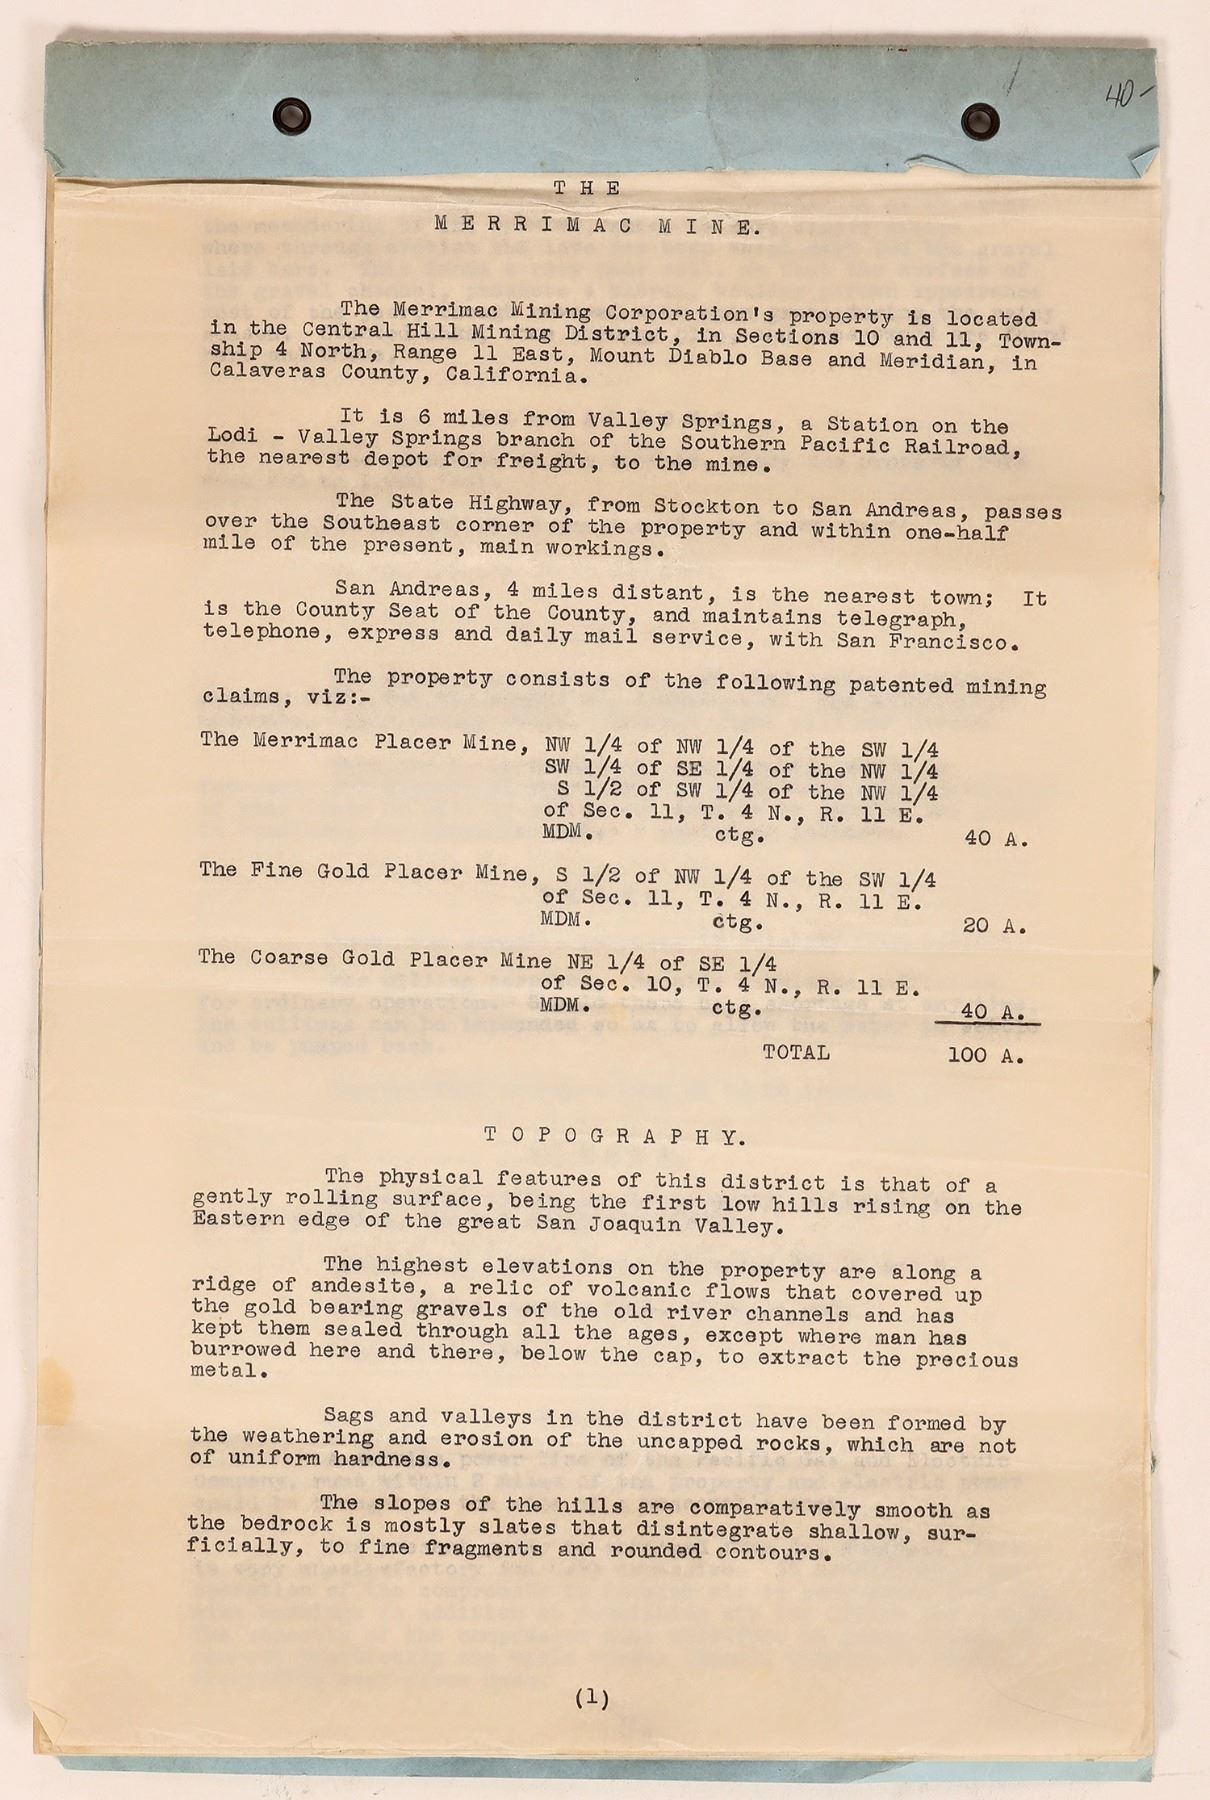 40-
THE
MERRIMAC MINE.
The Merrimac Mining Corporation's property is located
in the Central Hill Mining District, in Sections 10 and 11, Town-
ship 4 North, Range 11 East, Mount Diablo Base and Meridian, in
Calaveras County, California.
It is 6 miles from Valley Springs, a Station on the
Lodi - Valley Springs branch of the Southern Pacific Railroad,
the nearest depot for freight, to the mine.
The State Highway, from Stockton to San Andreas, passes
over the Southeast corner of the property and within one-half
mile of the present, main workings.
San Andreas, 4 miles distant, is the nearest town; It
is the County Seat of the County, and maintains telegraph,
telephone, express and daily mail service, with San Francisco.
The property consists of the following patented mining
claims, viz:-
The Merrimac Placer Mine, NW 1/4 of NW 1/4 of the SW 1/4
SW 1/4 of SE 1/4 of the NW 1/4
S 1/2 of SW 1/4 of the NW 1/4
of Sec. 11, T. 4 N., R. 11 E.
MDM. ctg. 40 A.
The Fine Gold Placer Mine, S 1/2 of NW 1/4 of the SW 1/4
of Sec. 11, T. 4 N., R. 11 E.
MDM. ctg. 20 A.
The Coarse Gold Placer Mine NE 1/4 of SE 1/4
of Sec. 10, T. 4 N., R. 11 E.
MDM. ctg. 40 A.
TOTAL 100 A.
TOPOGRAPHY.
The physical features of this district is that of a
gently rolling surface, being the first low hills rising on the
Eastern edge of the great San Joaquin Valley.
The highest elevations on the property are along a
ridge of andesite, a relic of volcanic flows that covered up
the gold bearing gravels of the old river channels and has
kept them sealed through all the ages, except where man has
burrowed here and there, below the cap, to extract the precious
metal.
Sags and valleys in the district have been formed by
the weathering and erosion of the uncapped rocks, which are not
of uniform hardness.
The slopes of the hills are comparatively smooth as
the bedrock is mostly slates that disintegrate shallow, sur-
ficially, to fine fragments and rounded contours.
(1)